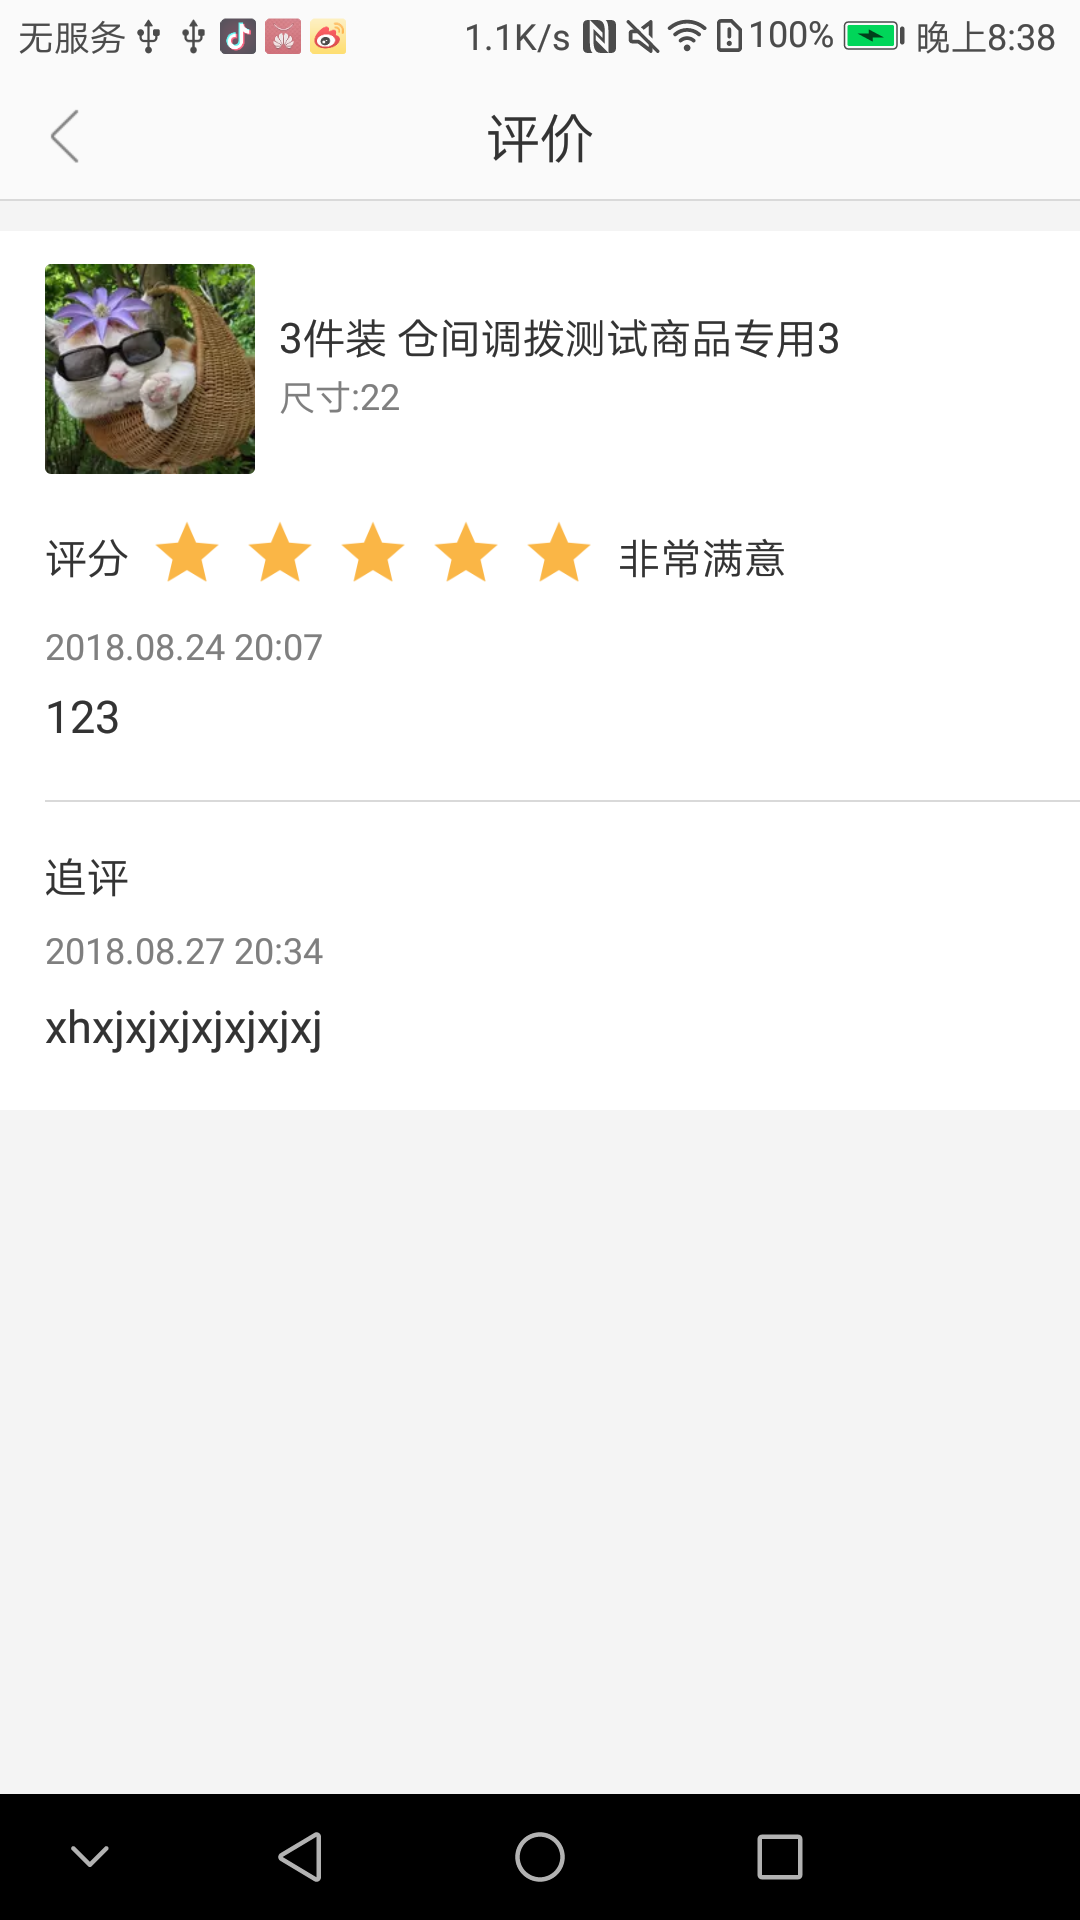 无服务 1.1K/s 100% 晚上8:38
评价
3件装 仓间调拨测试商品专用3
尺寸:22
评分 非常满意
2018.08.24 20:07
123
追评
2018.08.27 20:34
xhxjxjxjxjxjxjxj